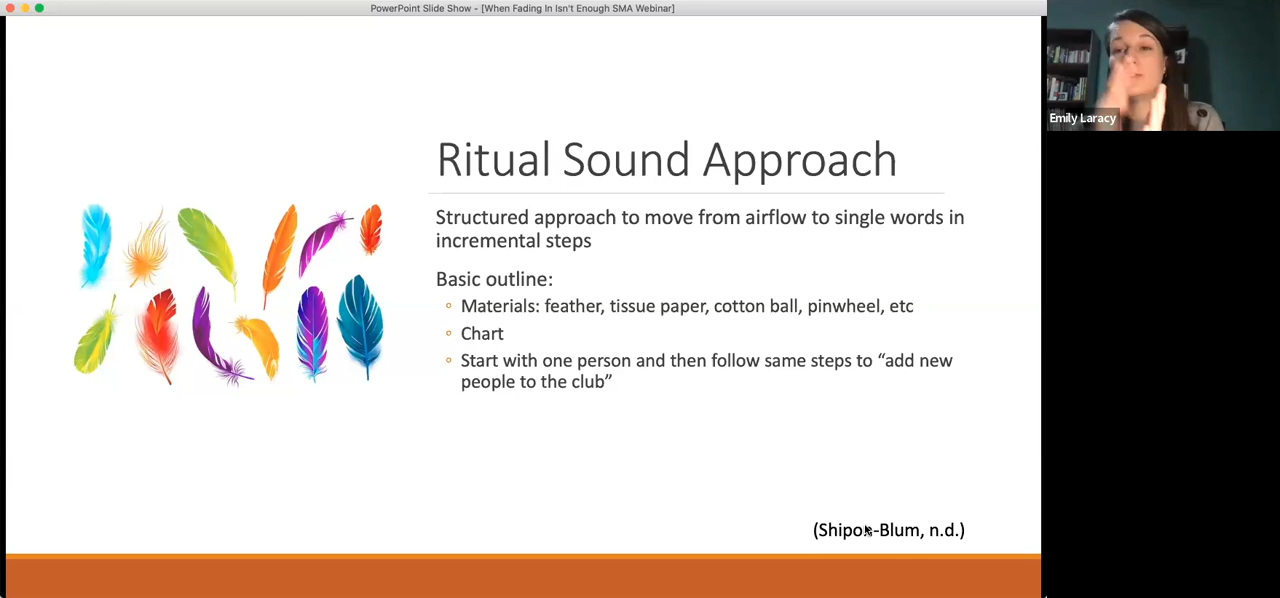 PowerPoint Slide Show - [When Fading In Isn't Enough SMA Webinar]
Emily Laracy
Ritual Sound Approach
Structured approach to move from airflow to single words in
incremental steps
Basic outline:
Materials: feather, tissue paper, cotton ball, pinwheel, etc
Chart
Start with one person and then follow same steps to “add new
people to the club”
(Shipon-Blum, n.d.)